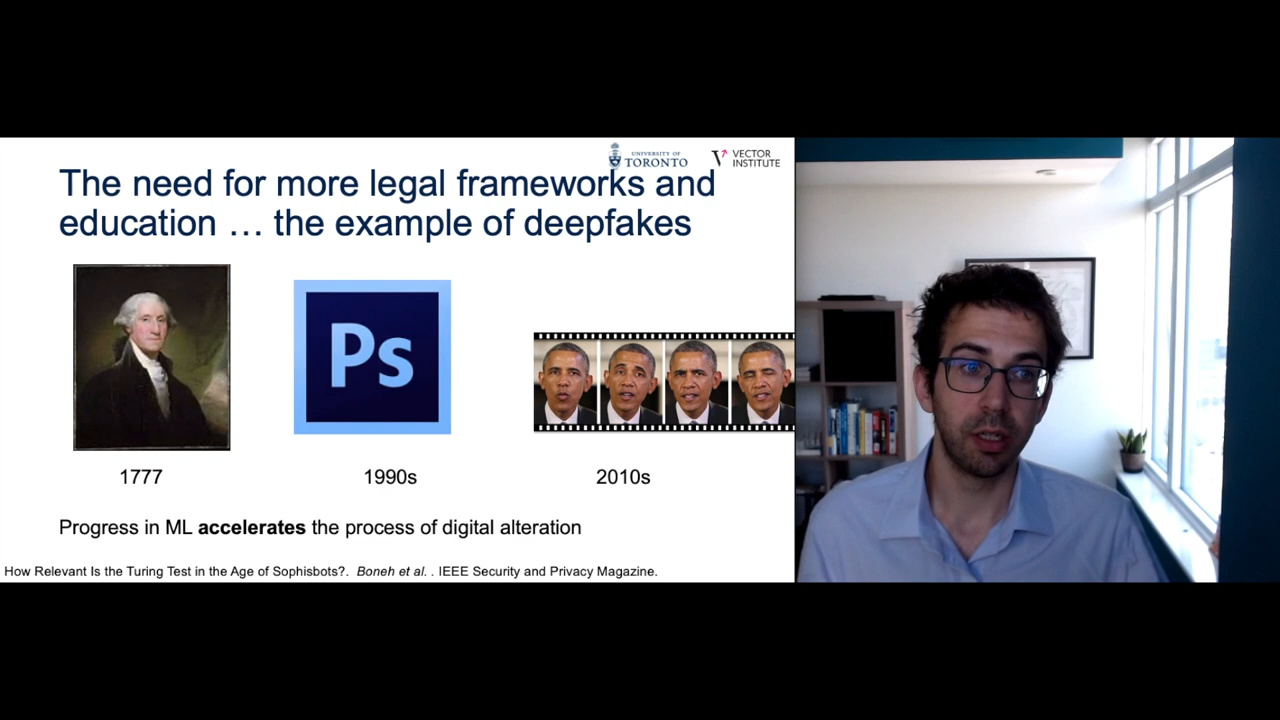 UNIVERSITY OF
TORONTO
VECTOR
INSTITUTE
The need for more legal frameworks and
education … the example of deepfakes
Ps
1777
1990s
2010s
Progress in ML accelerates the process of digital alteration
How Relevant Is the Turing Test in the Age of Sophisbots?. Boneh et al. . IEEE Security and Privacy Magazine.